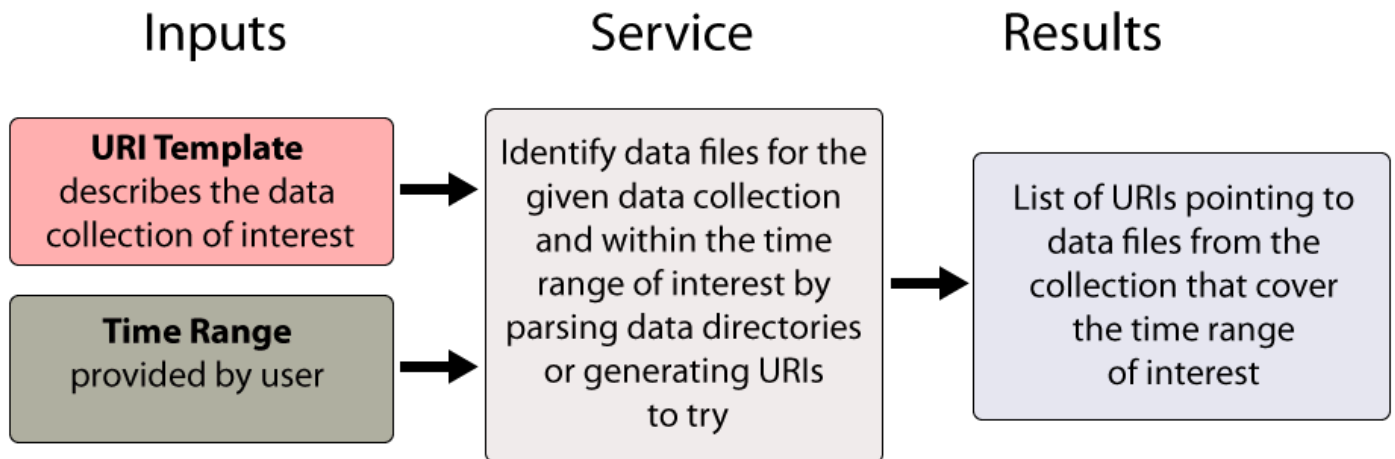 Inputs
Service
Results
URI Template
describes the data
collection of interest
Time Range
provided by user
Identify data files for the
given data collection
and within the time
range of interest by
parsing data directories
or generating URIs
to try
List of URIs pointing to
data files from the
collection that cover
the time range
of interest